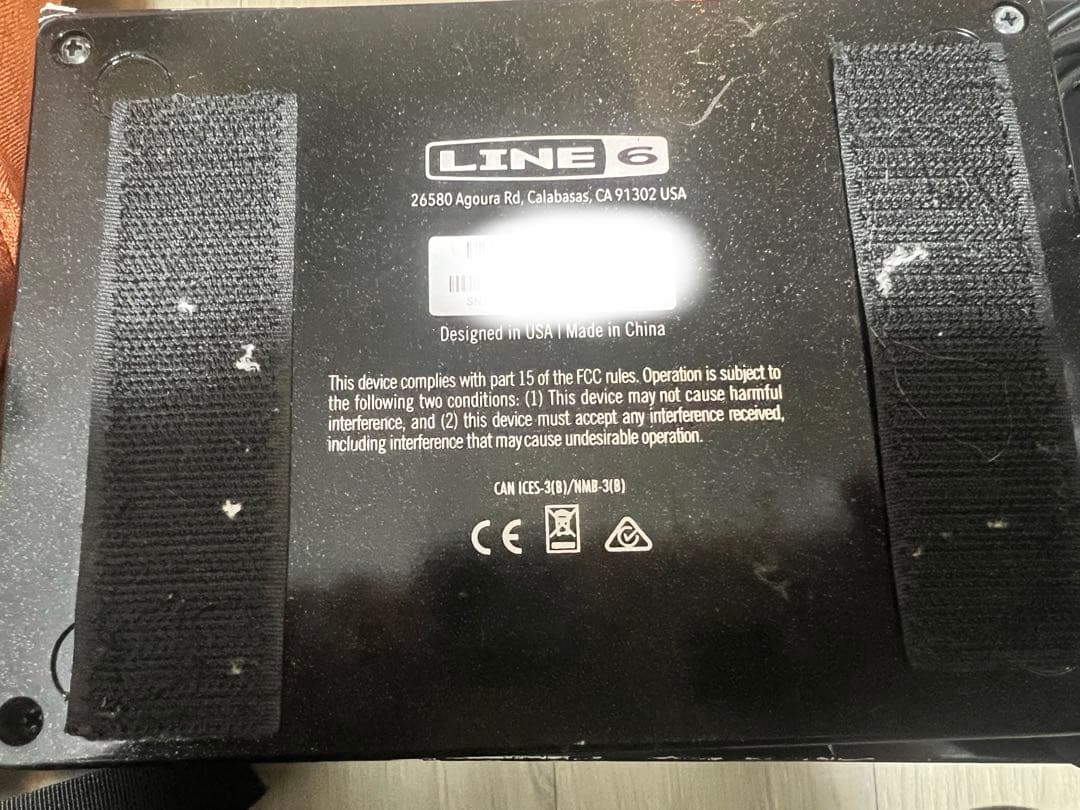 LINE 6
26580 Agoura Rd, Calabasas, CA 91302 USA
SN
Designed in USA | Made in China
This device complies with part 15 of the FCC rules. Operation is subject to
the following two conditions: (1) This device may not cause harmful
interference, and (2) this device must accept any interference received,
including interference that may cause undesirable operation.
CAN ICES-3(B)/NMB-3(B)
CE